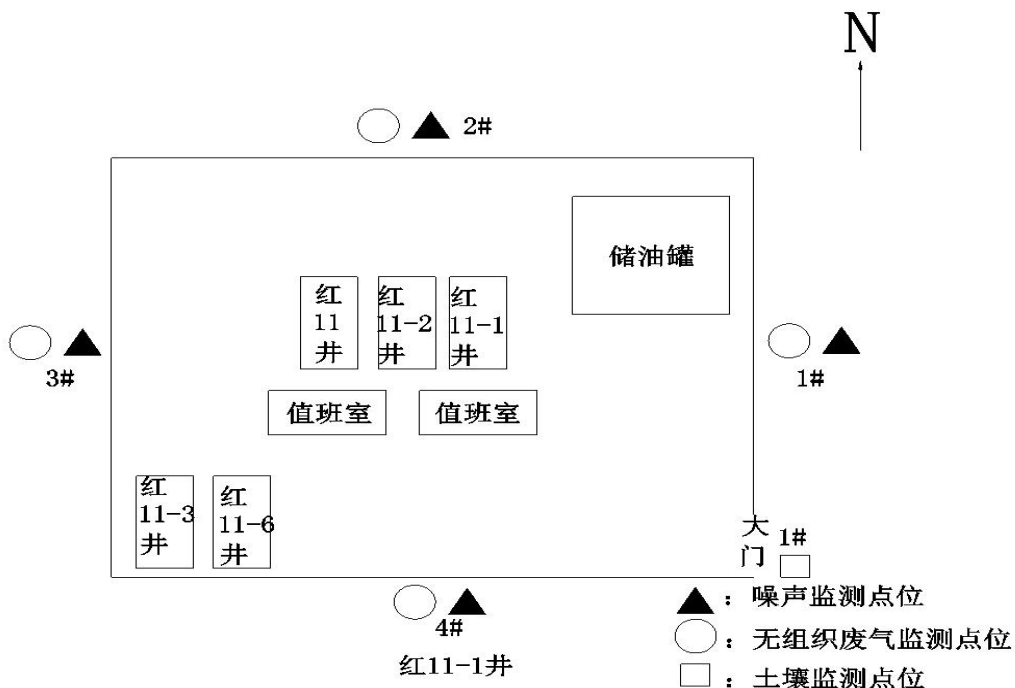 N
2#
储油罐
红
11
井
红
11-2
井
红
11-1
井
3#
1#
值班室
值班室
红
11-3
井
红
11-6
井
大
门
1#
4#
红11-1井
▲：噪声监测点位
○：无组织废气监测点位
□：土壤监测点位